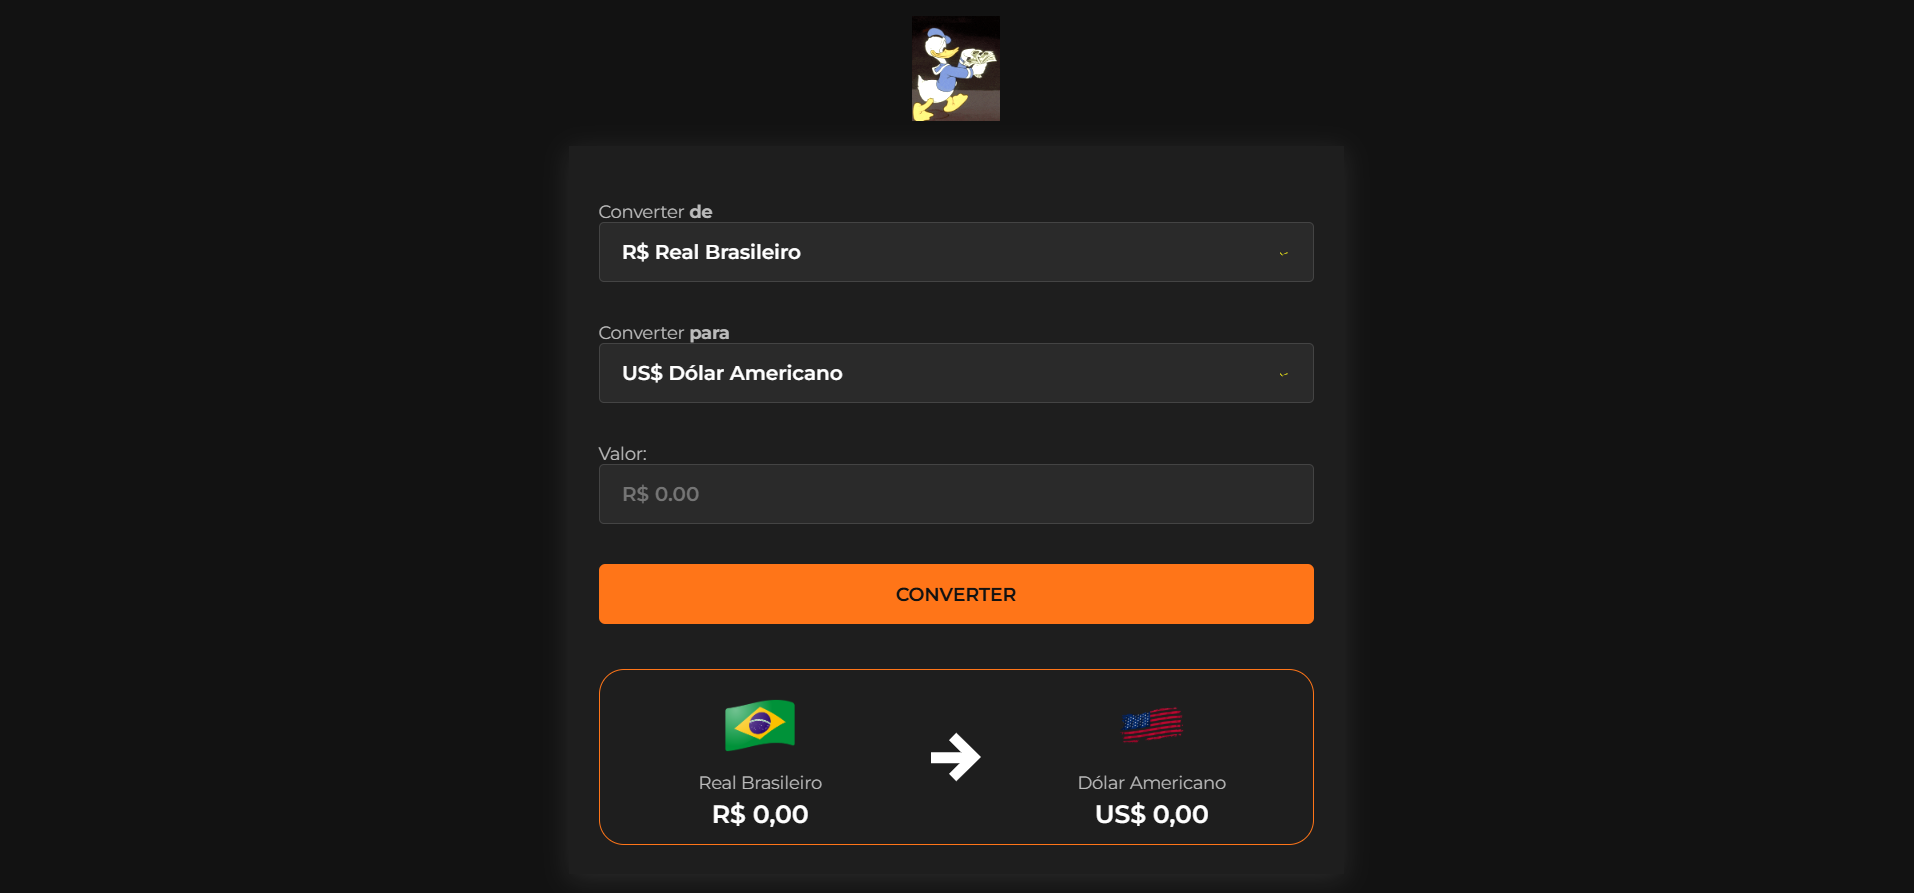 Converter de
R$ Real Brasileiro
Converter para
US$ Dólar Americano
Valor:
R$ 0.00
CONVERTER
Real Brasileiro
R$ 0,00
Dólar Americano
US$ 0,00